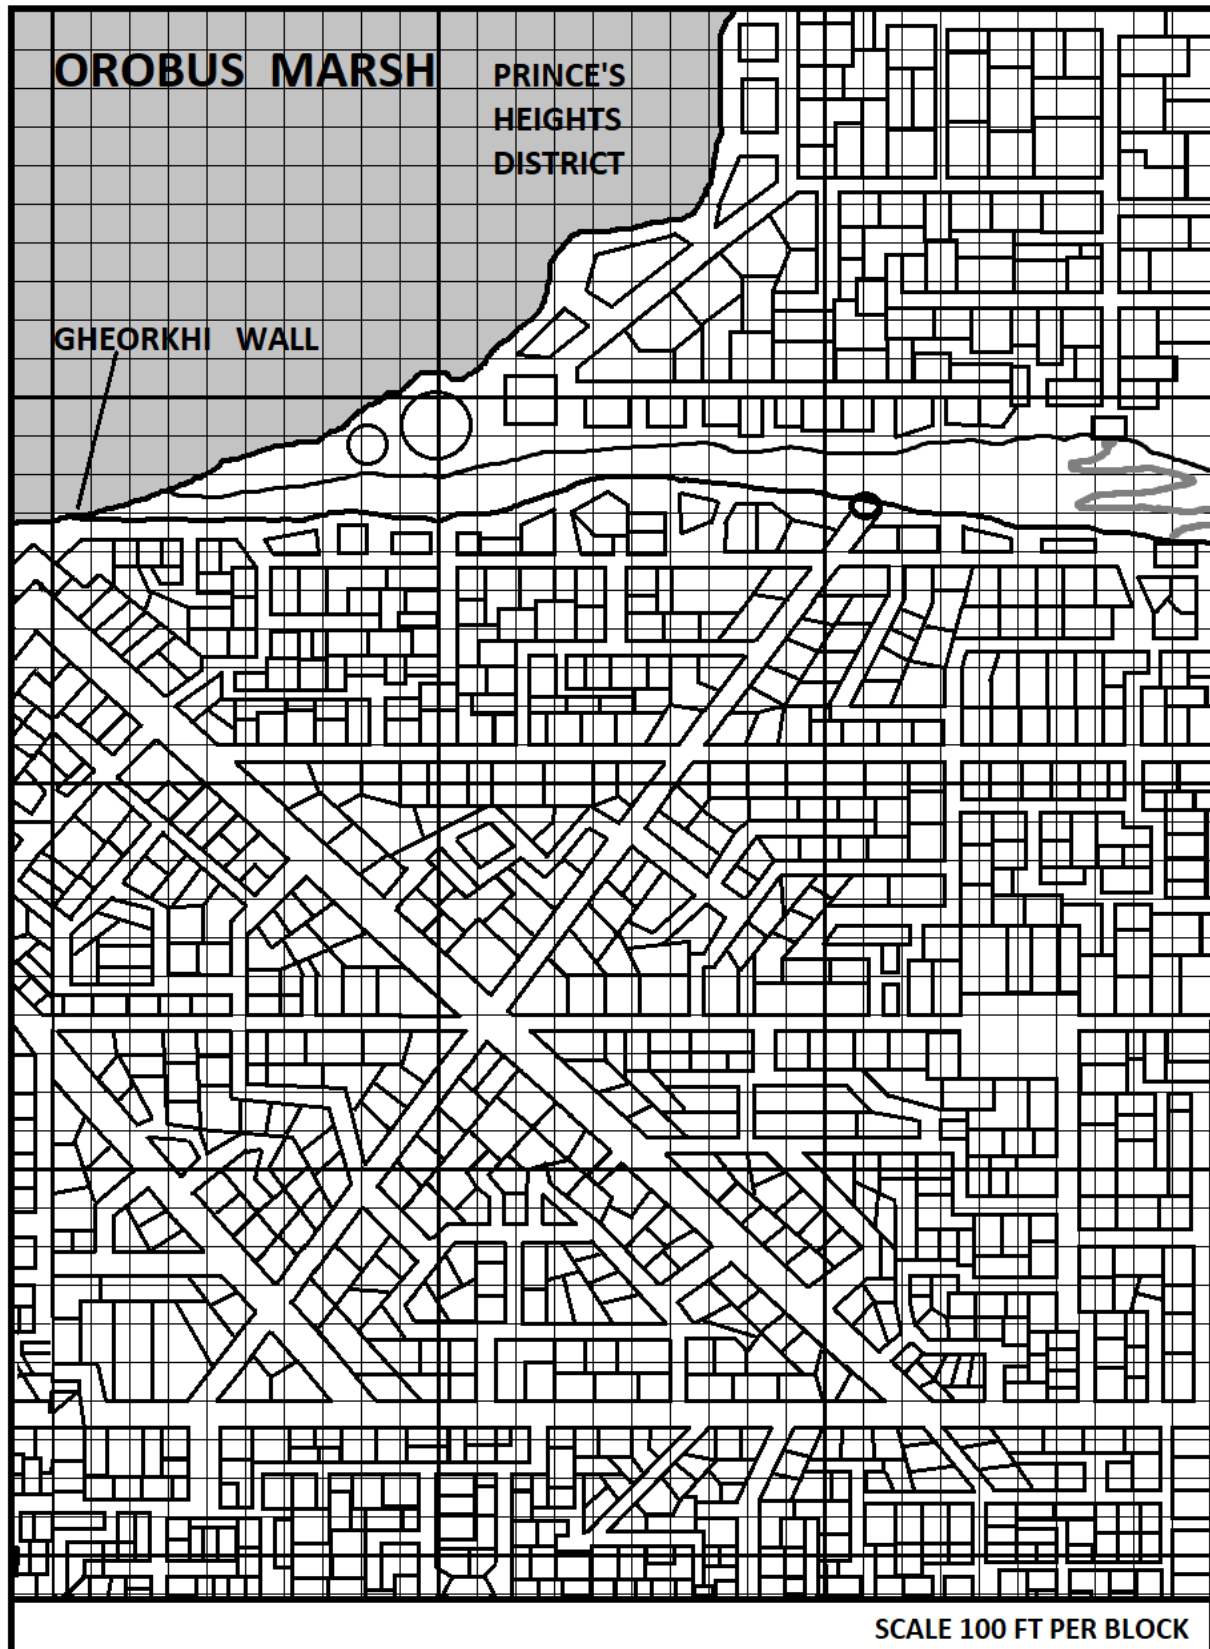 OROBUS MARSH
PRINCE'S
HEIGHTS
DISTRICT
GHEORKHI WALL
SCALE 100 FT PER BLOCK